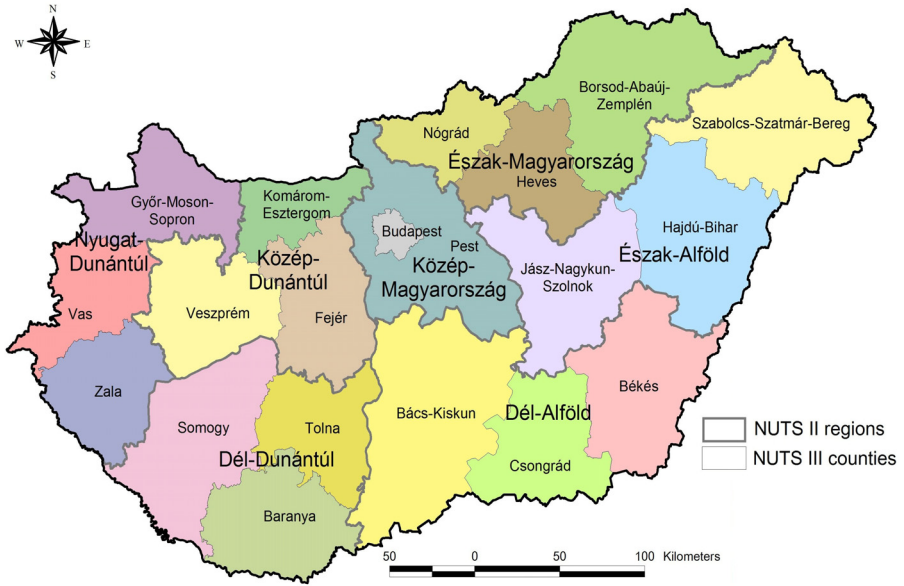 N
W E
S
Borsod-Abaúj-
Zemplén
Szabolcs-Szatmár-Bereg
Nógrád
Észak-Magyarország
Heves
Győr-Moson-
Sopron
Komárom-
Esztergom
Budapest
Pest
Hajdú-Bihar
Nyugat-
Dunántúl
Közép-
Dunántúl
Közép-
Magyarország
Jász-Nagykun-
Szolnok
Észak-Alföld
Vas
Veszprém
Fejér
Zala
Békés
Somogy
Tolna
Bács-Kiskun
Dél-Alföld
Dél-Dunántúl
Csongrád
Baranya
NUTS II regions
NUTS III counties
50 0 50 100 Kilometers